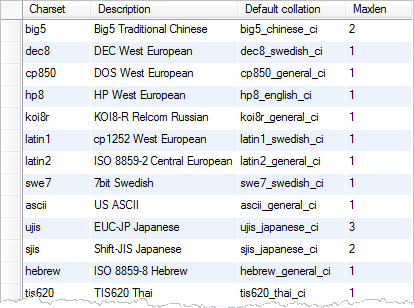 Charset Description Default collation Maxlen
big5 Big5 Traditional Chinese big5_chinese_ci 2
dec8 DEC West European dec8_swedish_ci 1
cp850 DOS West European cp850_general_ci 1
hp8 HP West European hp8_english_ci 1
koi8r KOI8-R Relcom Russian koi8r_general_ci 1
latin1 cp1252 West European latin1_swedish_ci 1
latin2 ISO 8859-2 Central European latin2_general_ci 1
swe7 7bit Swedish swe7_swedish_ci 1
ascii US ASCII ascii_general_ci 1
ujis EUC-JP Japanese ujis_japanese_ci 3
sjis Shift-JIS Japanese sjis_japanese_ci 2
hebrew ISO 8859-8 Hebrew hebrew_general_ci 1
tis620 TIS620 Thai tis620_thai_ci 1